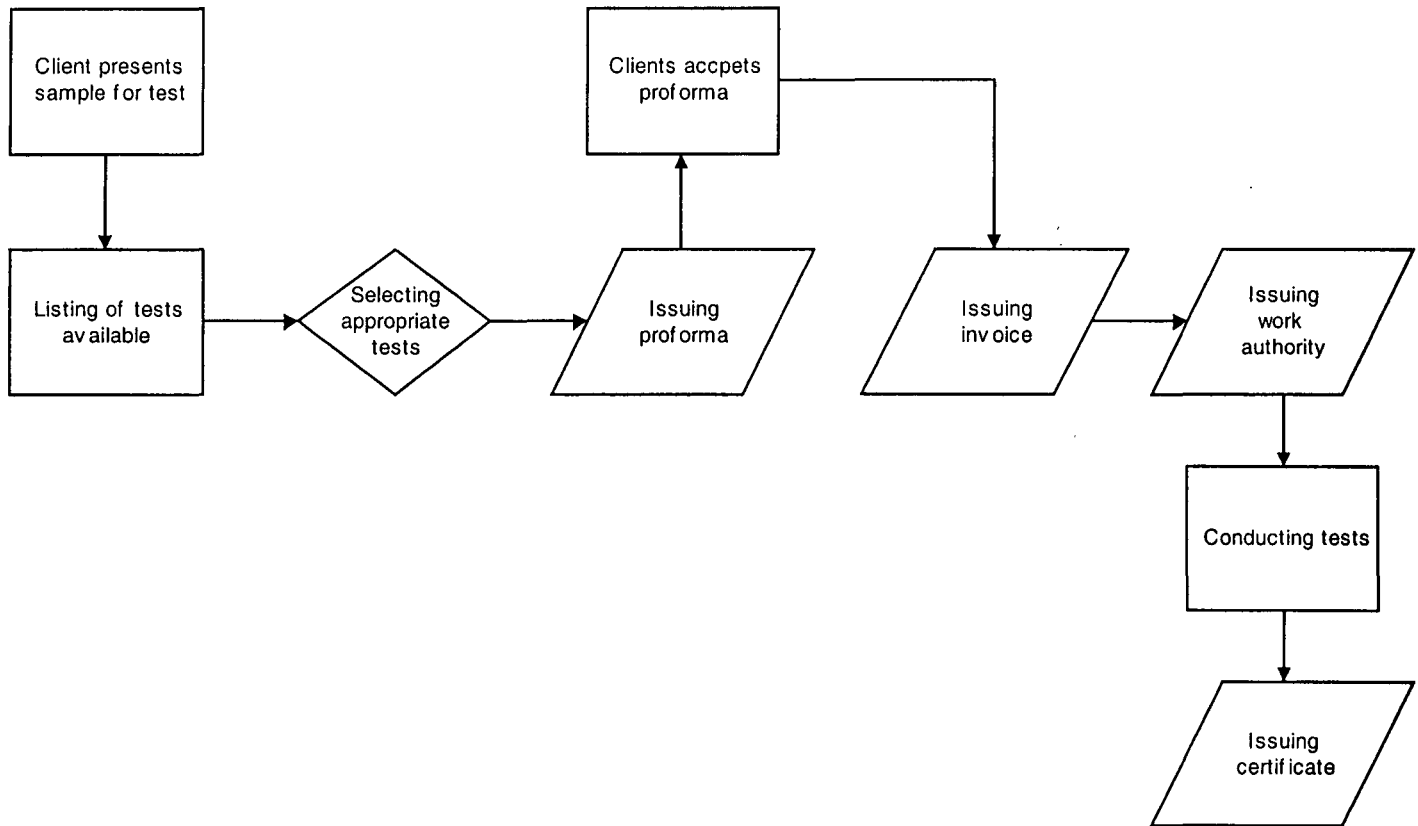 Client presents
sample for test
Listing of tests
available
Selecting
appropriate
tests
Issuing
proforma
Clients accpets
proforma
Issuing
invoice
Issuing
work
authority
Conducting tests
Issuing
certificate